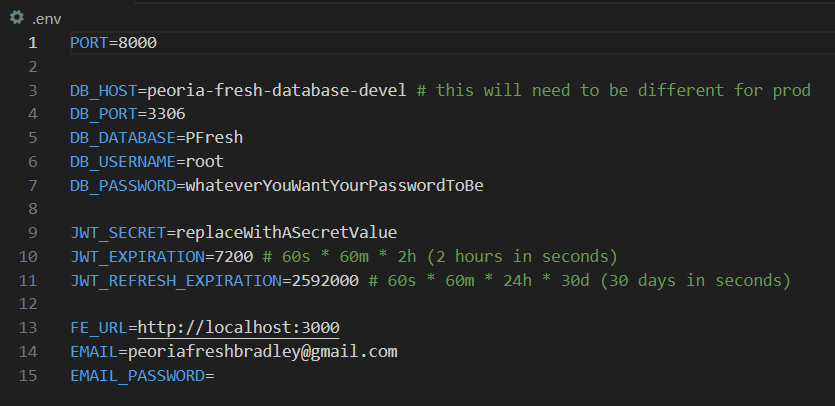 .env
1 PORT=8000
2
3 DB_HOST=peoria-fresh-database-devel # this will need to be different for prod
4 DB_PORT=3306
5 DB_DATABASE=PFresh
6 DB_USERNAME=root
7 DB_PASSWORD=whateverYouWantYourPasswordToBe
8
9 JWT_SECRET=replaceWithASecretValue
10 JWT_EXPIRATION=7200 # 60s * 60m * 2h (2 hours in seconds)
11 JWT_REFRESH_EXPIRATION=2592000 # 60s * 60m * 24h * 30d (30 days in seconds)
12
13 FE_URL=http://localhost:3000
14 EMAIL=peoriafreshbradley@gmail.com
15 EMAIL_PASSWORD=